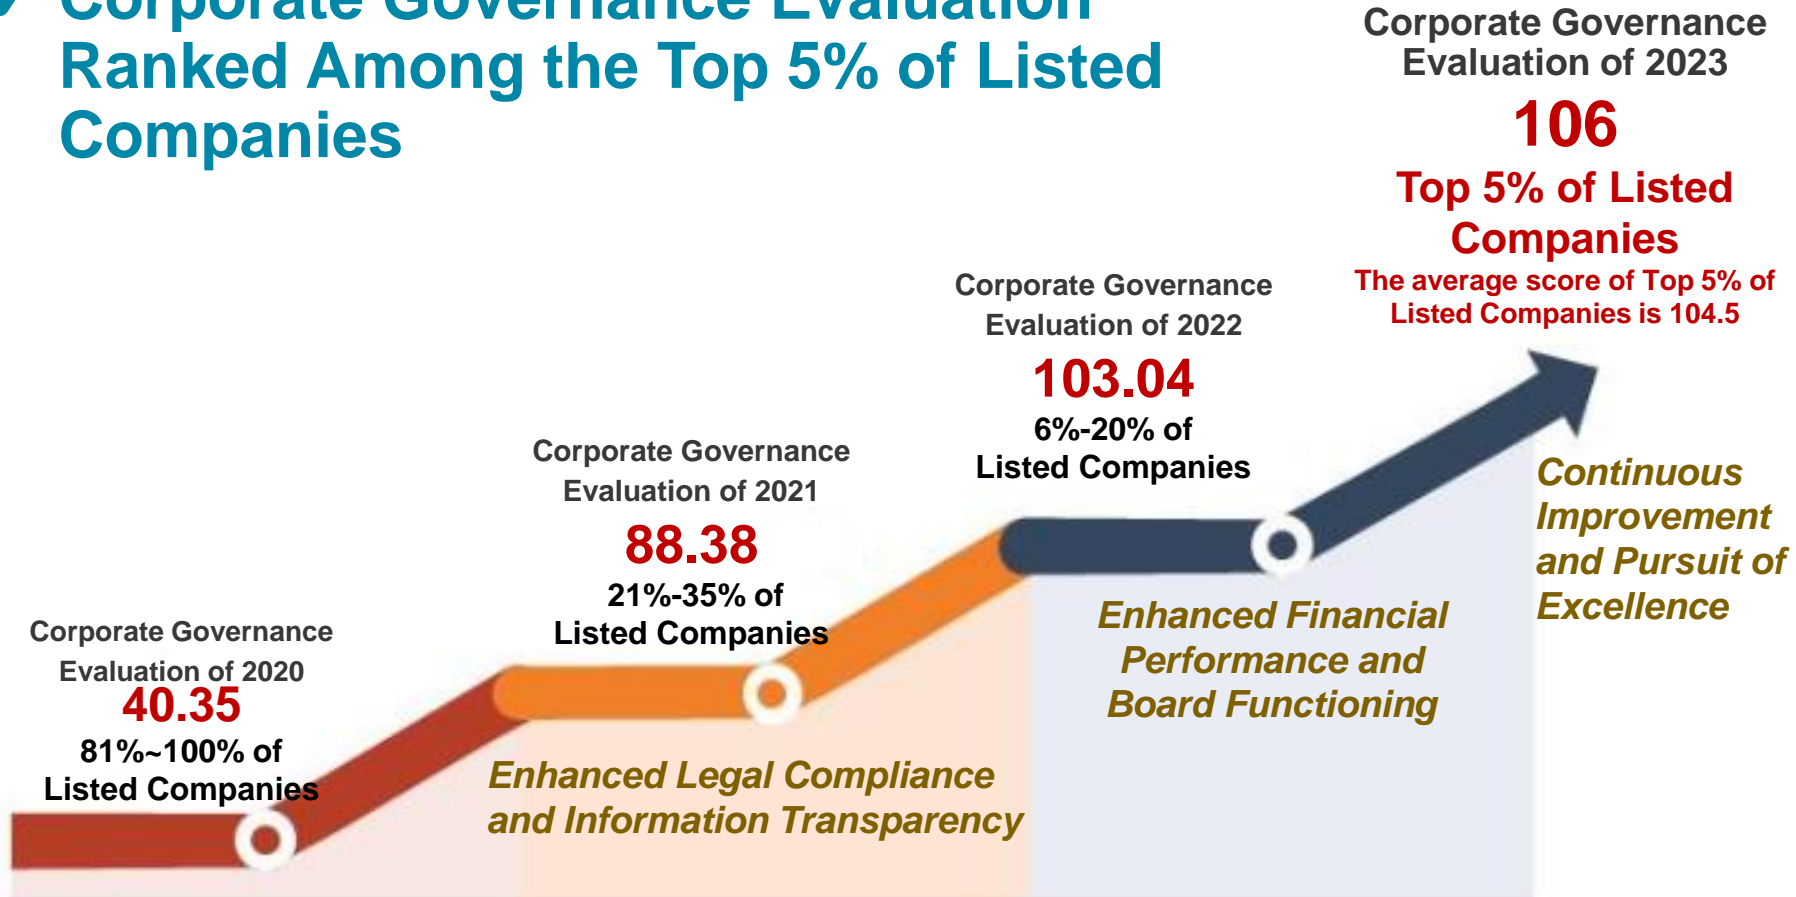 Corporate Governance Evaluation
Ranked Among the Top 5% of Listed
Companies
Corporate Governance
Evaluation of 2023
106
Top 5% of Listed
Companies
The average score of Top 5% of
Listed Companies is 104.5
Corporate Governance
Evaluation of 2022
103.04
6%-20% of
Listed Companies
Corporate Governance
Evaluation of 2021
88.38
21%-35% of
Listed Companies
Corporate Governance
Evaluation of 2020
40.35
81%~100% of
Listed Companies
Continuous
Improvement
and Pursuit of
Excellence
Enhanced Financial
Performance and
Board Functioning
Enhanced Legal Compliance
and Information Transparency